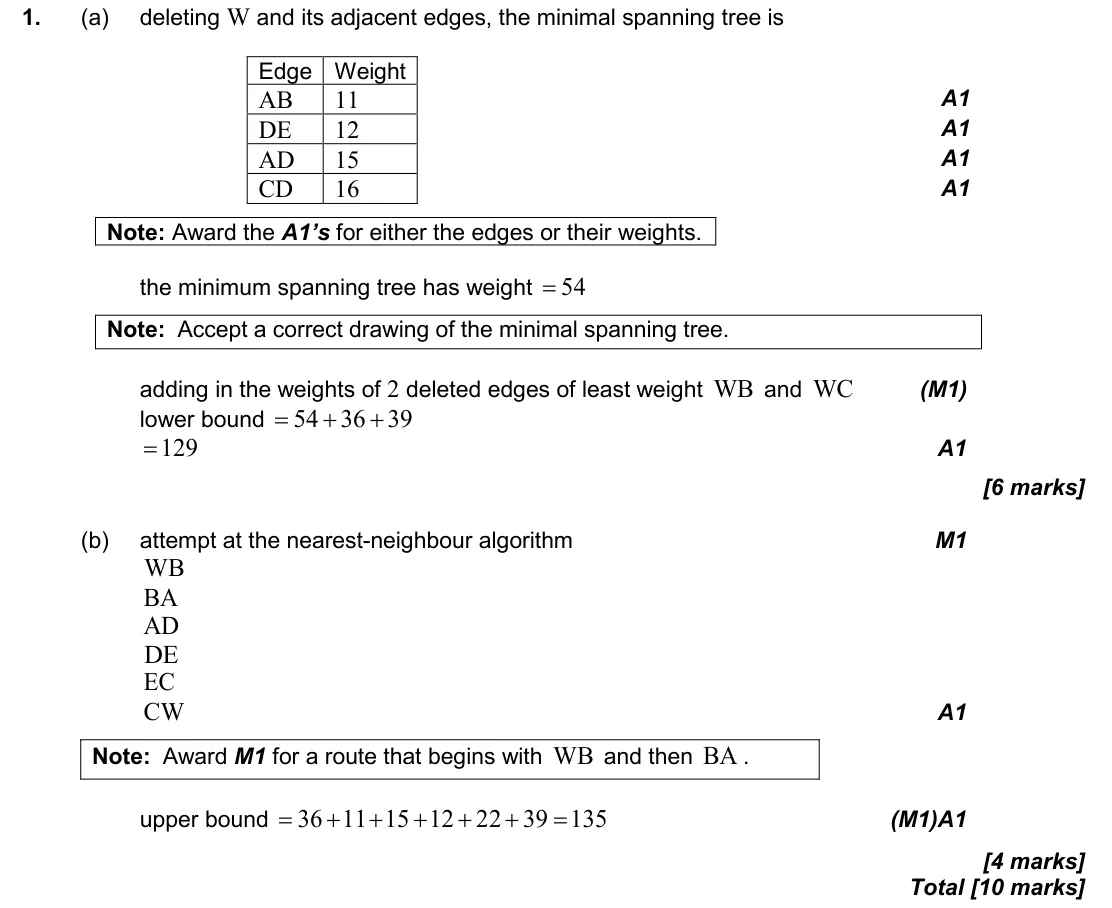 1. (a) deleting W and its adjacent edges, the minimal spanning tree is
Edge Weight
AB 11 A1
DE 12 A1
AD 15 A1
CD 16 A1
Note: Award the A1's for either the edges or their weights.
the minimum spanning tree has weight = 54
Note: Accept a correct drawing of the minimal spanning tree.
adding in the weights of 2 deleted edges of least weight WB and WC (M1)
lower bound = 54 + 36 + 39
= 129 A1
[6 marks]
(b) attempt at the nearest-neighbour algorithm M1
WB
BA
AD
DE
EC
CW A1
Note: Award M1 for a route that begins with WB and then BA .
upper bound = 36 + 11 + 15 + 12 + 22 + 39 = 135 (M1)A1
[4 marks]
Total [10 marks]